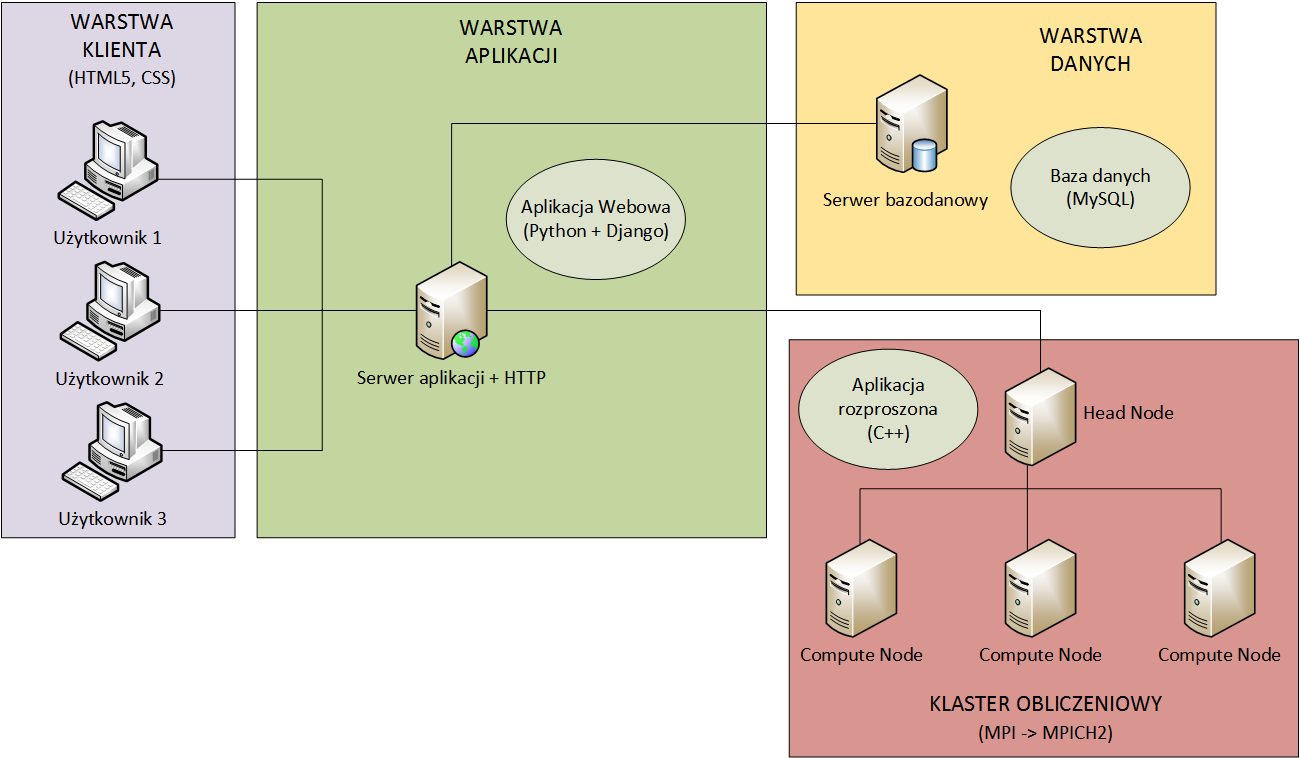 WARSTWA
KLIENTA
(HTML5, CSS)
Użytkownik 1
Użytkownik 2
Użytkownik 3
WARSTWA
APLIKACJI
Aplikacja Webowa
(Python + Django)
Serwer aplikacji + HTTP
WARSTWA
DANYCH
Serwer bazodanowy
Baza danych
(MySQL)
Aplikacja
rozproszona
(C++)
Head Node
Compute Node
Compute Node
Compute Node
KLASTER OBLICZENIOWY
(MPI -> MPICH2)